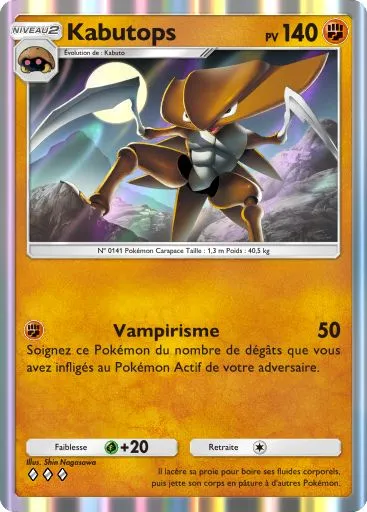 NIVEAU 2 Kabutops PV 140
Évolution de : Kabuto
N° 0141 Pokémon Carapace Taille : 1,3 m Poids : 40,5 kg
Vampirisme 50
Soignez ce Pokémon du nombre de dégâts que vous
avez infligés au Pokémon Actif de votre adversaire.
Faiblesse +20 Retraite
Illus. Shin Nagasawa
Il lacère sa proie pour boire ses fluides corporels,
puis jette son corps en pâture à d'autres Pokémon.